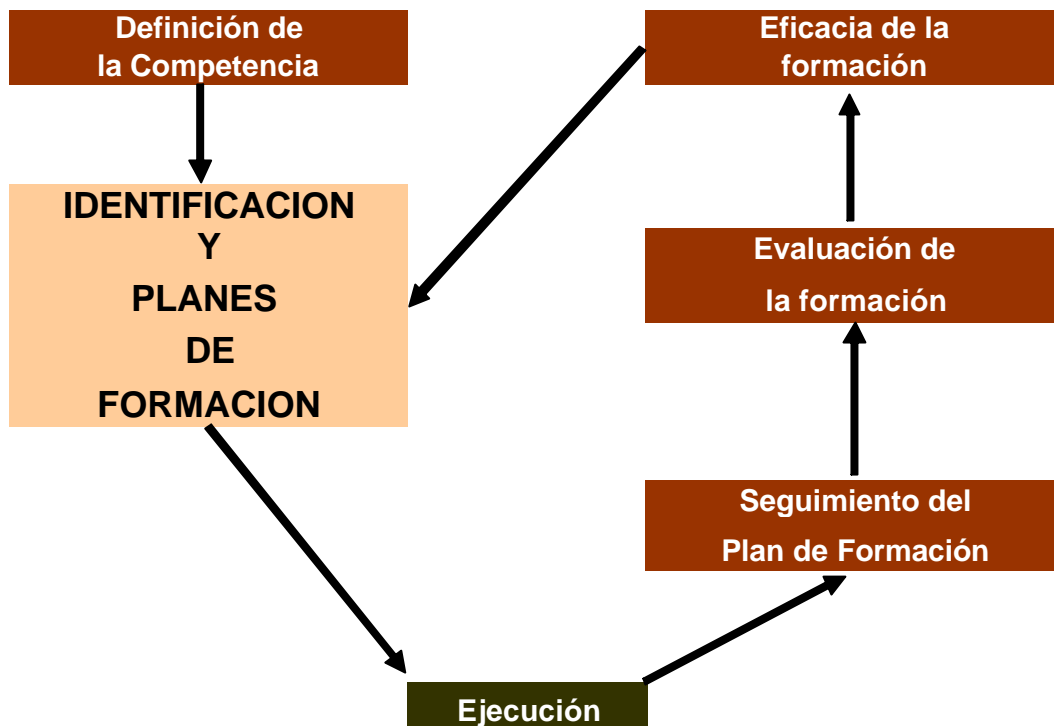 Definición de
la Competencia
Eficacia de la
formación
IDENTIFICACION
Y
PLANES
DE
FORMACION
Evaluación de
la formación
Seguimiento del
Plan de Formación
Ejecución